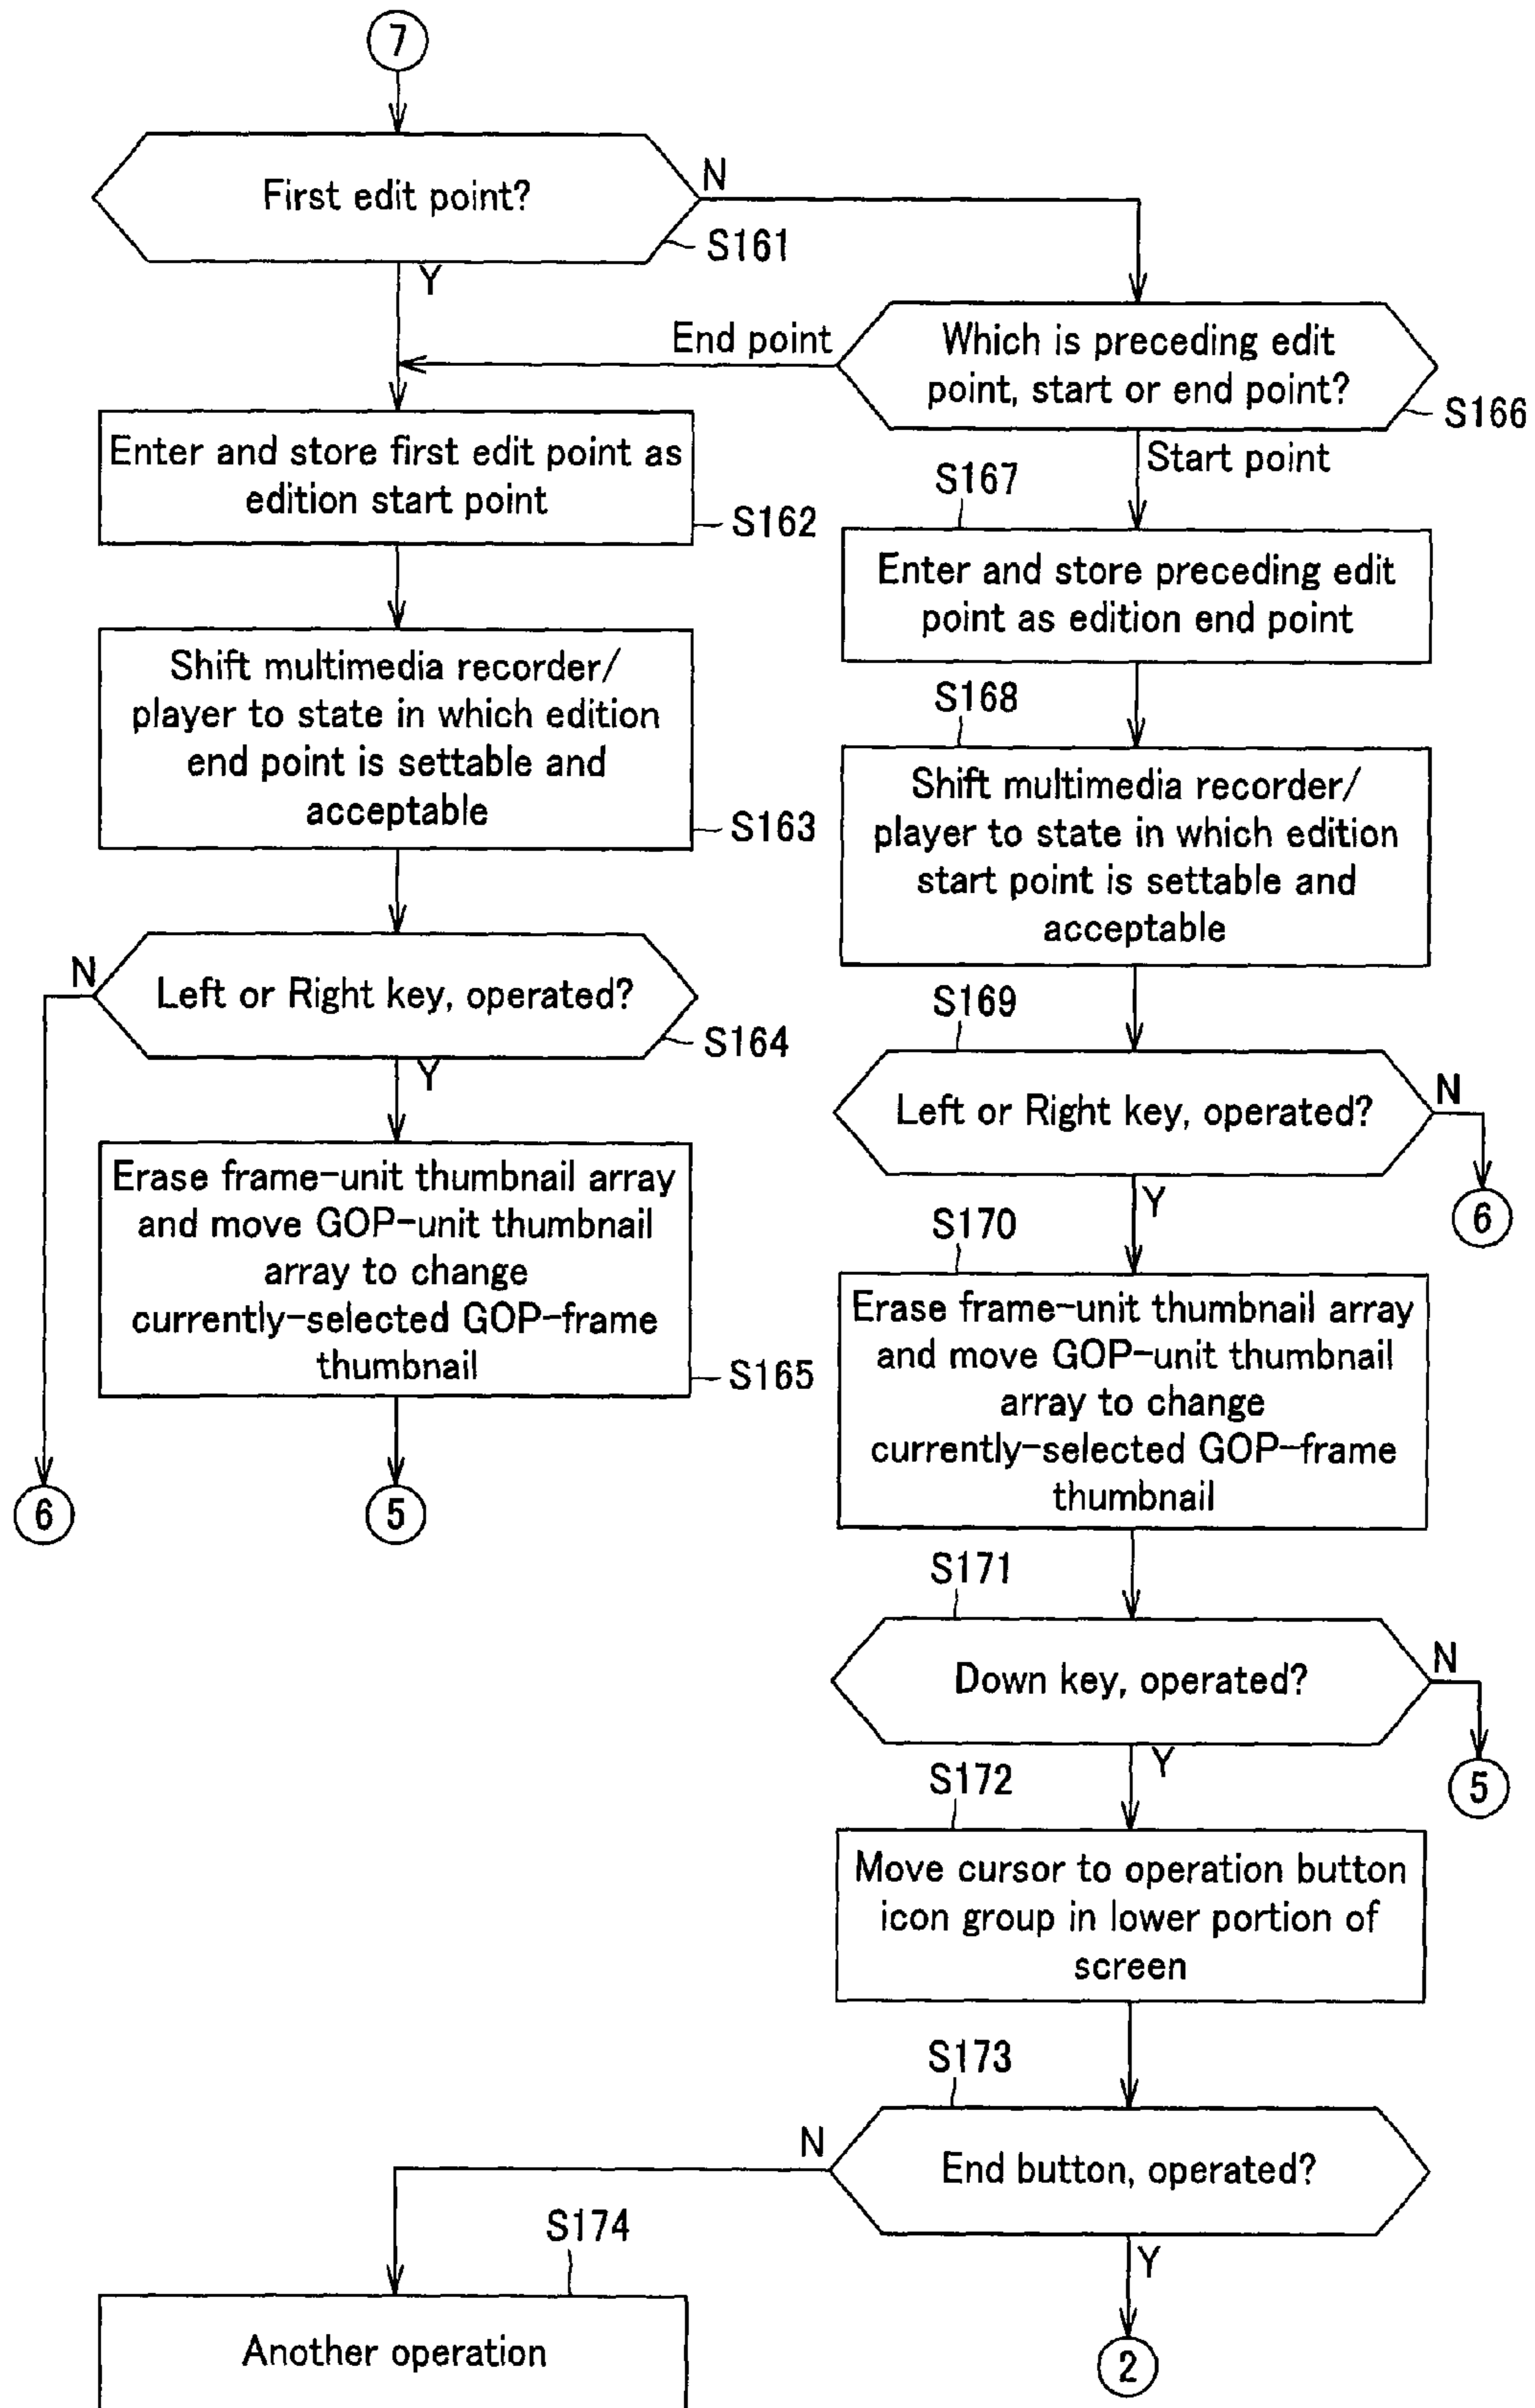 7
First edit point?
N
S161
Y
End point
Which is preceding edit
point, start or end point?
S166
Start point
Enter and store first edit point as
edition start point
S162
S167
Enter and store preceding edit
point as edition end point
Shift multimedia recorder/
player to state in which edition
end point is settable and
acceptable
S163
S168
Shift multimedia recorder/
player to state in which edition
start point is settable and
acceptable
N
Left or Right key, operated?
S164
Y
S169
Left or Right key, operated?
N
6
Y
Erase frame-unit thumbnail array
and move GOP-unit thumbnail
array to change
currently-selected GOP-frame
thumbnail
S165
6
5
S170
Erase frame-unit thumbnail array
and move GOP-unit thumbnail
array to change
currently-selected GOP-frame
thumbnail
S171
Down key, operated?
N
5
Y
S172
Move cursor to operation button
icon group in lower portion of
screen
S173
N
End button, operated?
Y
2
S174
Another operation